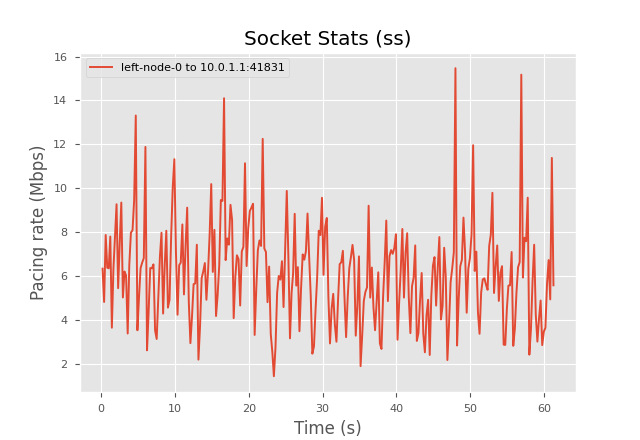 Socket Stats (ss)
left-node-0 to 10.0.1.1:41831
Pacing rate (Mbps)
16
14
12
10
8
6
4
2
0 10 20 30 40 50 60
Time (s)